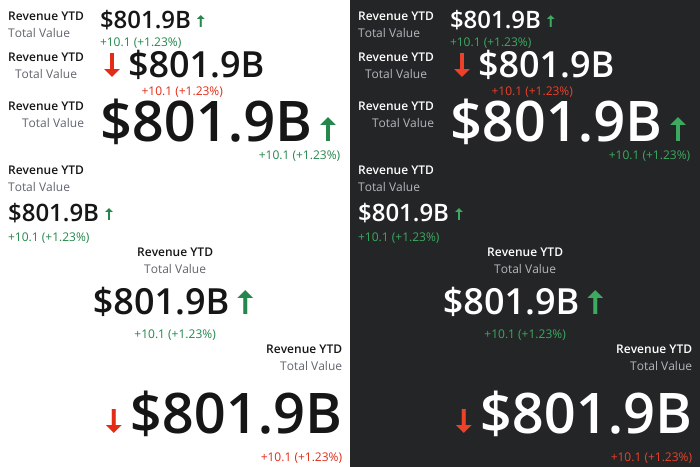 Revenue YTD
Total Value
$801.9B
+10.1 (+1.23%)
Revenue YTD
Total Value
$801.9B
+10.1 (+1.23%)
Revenue YTD
Total Value
$801.9B
+10.1 (+1.23%)
Revenue YTD
Total Value
$801.9B
+10.1 (+1.23%)
Revenue YTD
Total Value
$801.9B
+10.1 (+1.23%)
Revenue YTD
Total Value
$801.9B
+10.1 (+1.23%)
Revenue YTD
Total Value
$801.9B
+10.1 (+1.23%)
Revenue YTD
Total Value
$801.9B
+10.1 (+1.23%)
Revenue YTD
Total Value
$801.9B
+10.1 (+1.23%)
Revenue YTD
Total Value
$801.9B
+10.1 (+1.23%)
Revenue YTD
Total Value
$801.9B
+10.1 (+1.23%)
Revenue YTD
Total Value
$801.9B
+10.1 (+1.23%)